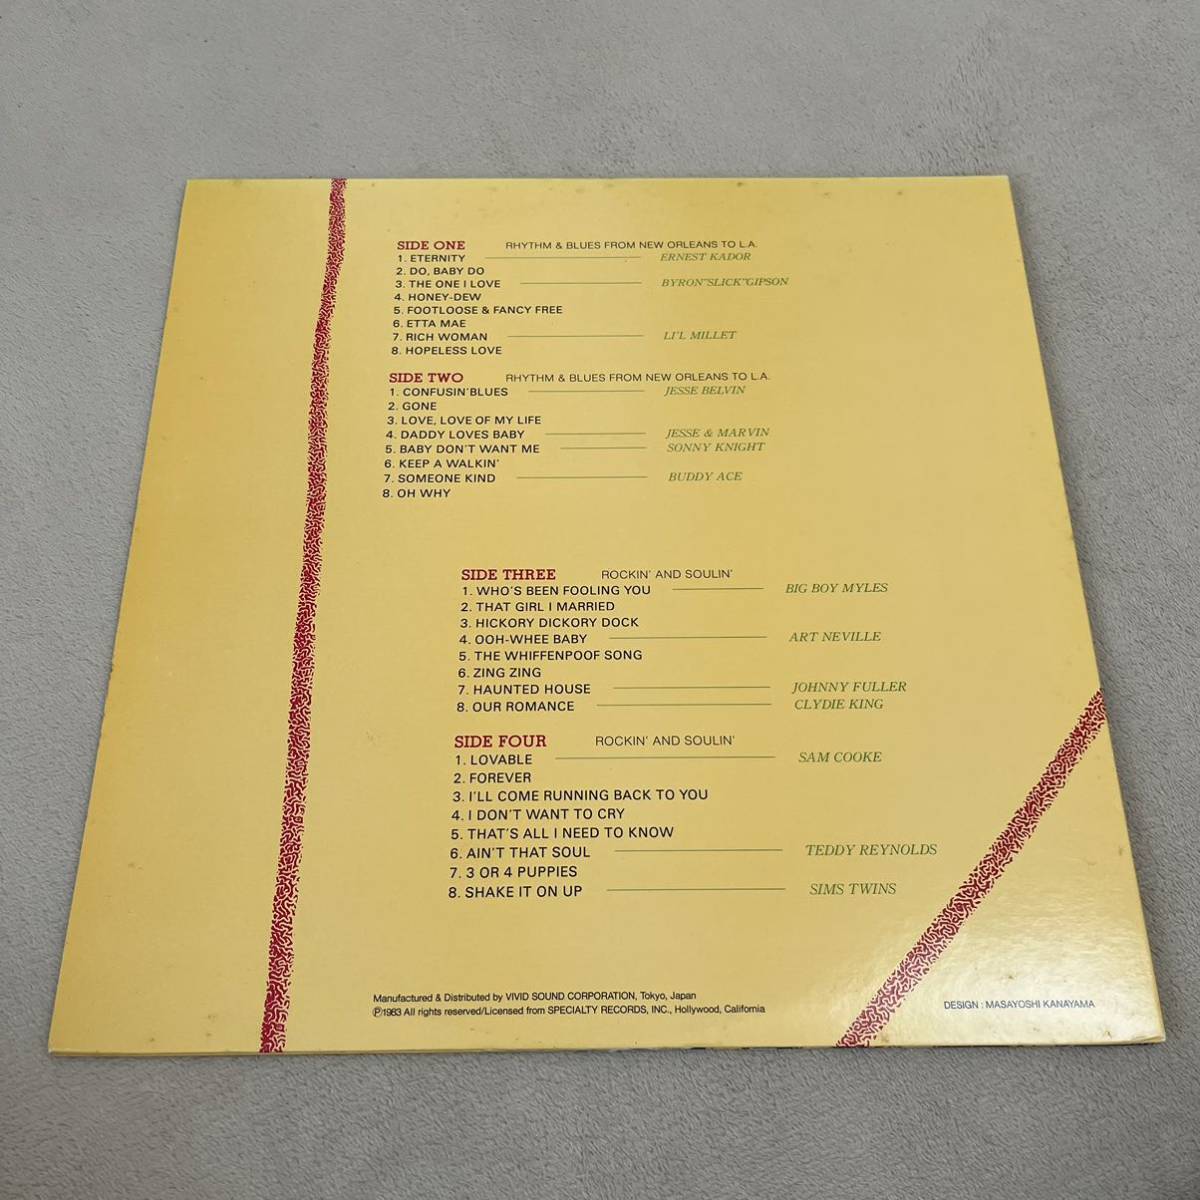 SIDE ONE RHYTHM & BLUES FROM NEW ORLEANS TO L.A.
1. ETERNITY ERNEST KADOR
2. DO, BABY DO
3. THE ONE I LOVE BYRON"SLICK"GIPSON
4. HONEY-DEW
5. FOOTLOOSE & FANCY FREE
6. ETTA MAE
7. RICH WOMAN LI'L MILLET
8. HOPELESS LOVE
SIDE TWO RHYTHM & BLUES FROM NEW ORLEANS TO L.A.
1. CONFUSIN' BLUES JESSE BELVIN
2. GONE
3. LOVE, LOVE OF MY LIFE
4. DADDY LOVES BABY JESSE & MARVIN
5. BABY DON'T WANT ME SONNY KNIGHT
6. KEEP A WALKIN'
7. SOMEONE KIND BUDDY ACE
8. OH WHY
SIDE THREE ROCKIN' AND SOULIN'
1. WHO'S BEEN FOOLING YOU BIG BOY MYLES
2. THAT GIRL I MARRIED
3. HICKORY DICKORY DOCK
4. OOH-WHEE BABY ART NEVILLE
5. THE WHIFFENPOOF SONG
6. ZING ZING
7. HAUNTED HOUSE JOHNNY FULLER
8. OUR ROMANCE CLYDIE KING
SIDE FOUR ROCKIN' AND SOULIN'
1. LOVABLE SAM COOKE
2. FOREVER
3. I'LL COME RUNNING BACK TO YOU
4. I DON'T WANT TO CRY
5. THAT'S ALL I NEED TO KNOW
6. AIN'T THAT SOUL TEDDY REYNOLDS
7. 3 OR 4 PUPPIES
8. SHAKE IT ON UP SIMS TWINS
Manufactured & Distributed by VIVID SOUND CORPORATION, Tokyo, Japan
Ⓟ1983 All rights reserved/Licensed from SPECIALTY RECORDS, INC., Hollywood, California
DESIGN : MASAYOSHI KANAYAMA